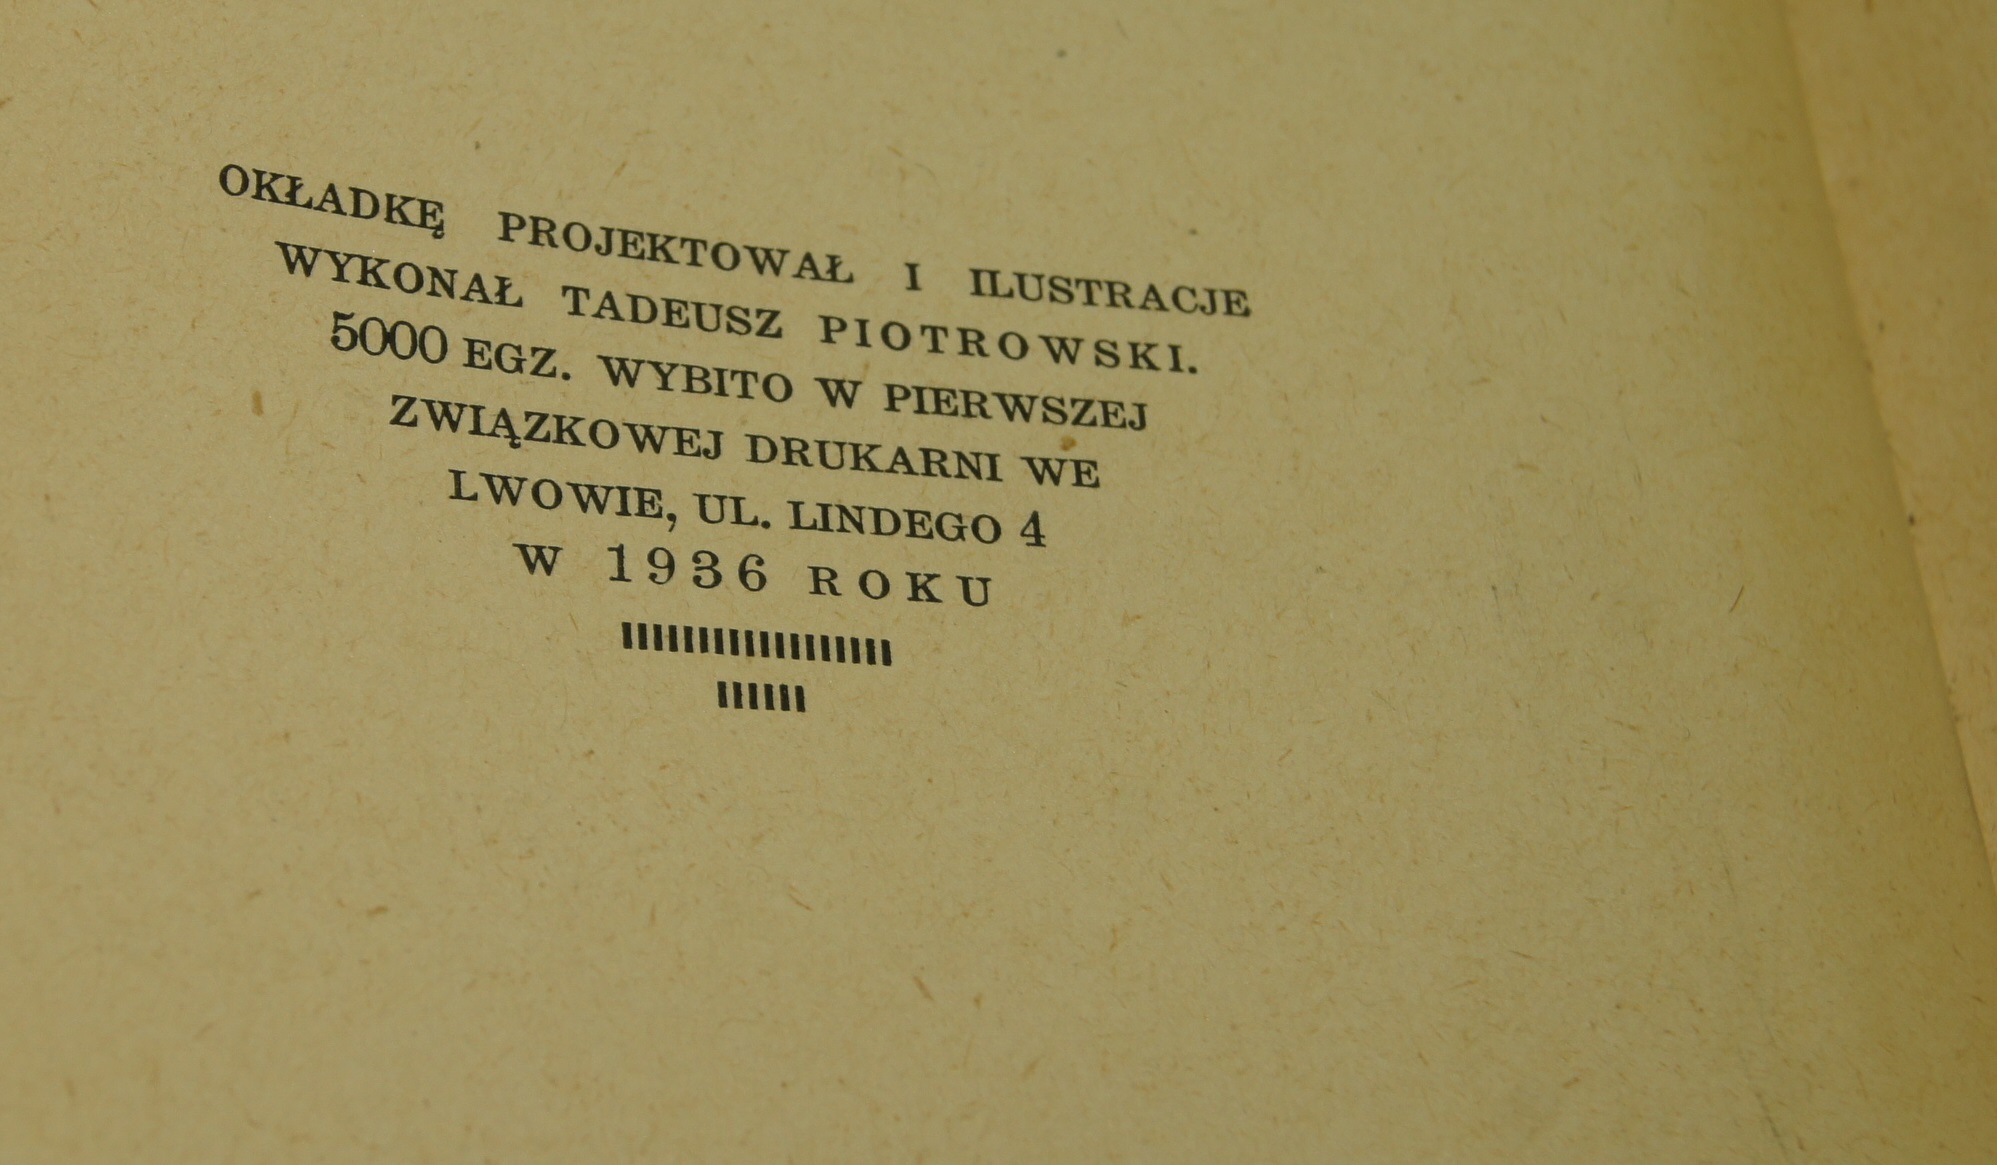 OKŁADKĘ PROJEKTOWAŁ I ILUSTRACJE
WYKONAŁ TADEUSZ PIOTROWSKI.
5000 EGZ. WYBITO W PIERWSZEJ
ZWIĄZKOWEJ DRUKARNI WE
LWOWIE, UL. LINDEGO 4
W 1936 ROKU